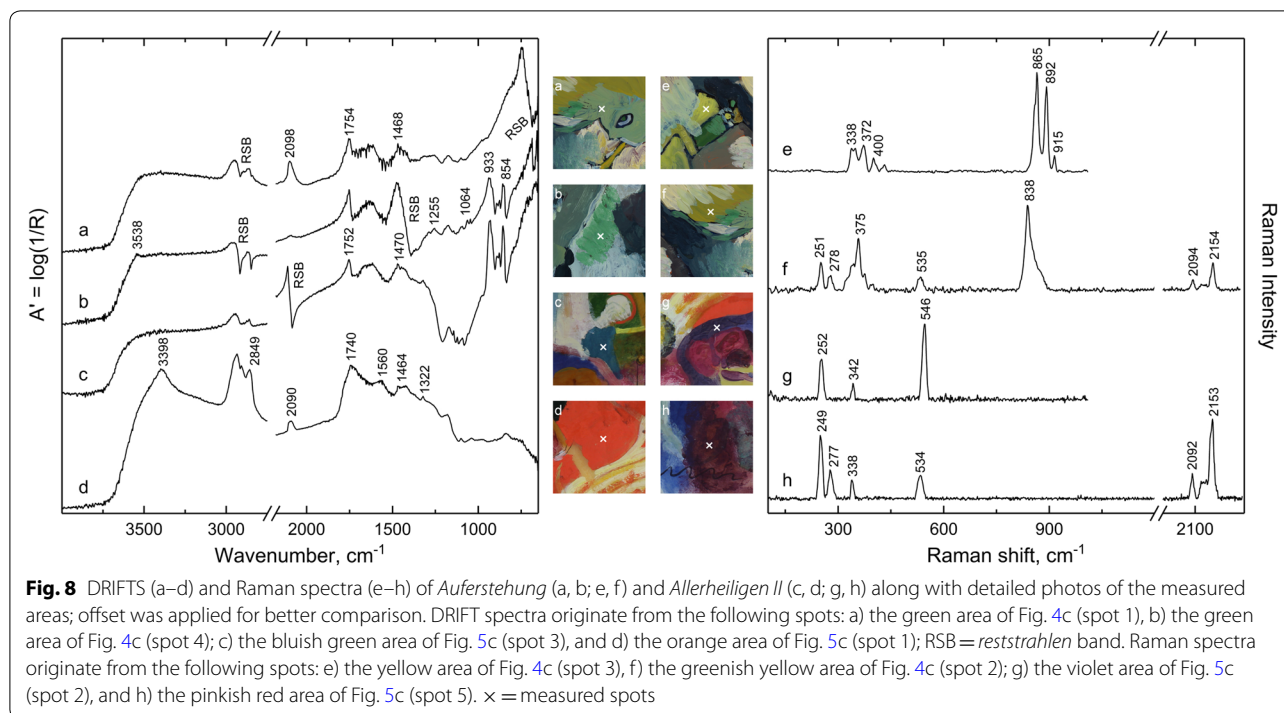 A' = log(1/R)
a
b
c
d
3538
3398
RSB
RSB
2849
2098
RSB
2090
1754
1468
RSB
1255
1064
933
854
RSB
1752
1470
1740
1560
1464
1322
3500
3000
2000
1500
1000
Wavenumber, cm-1
a
e
b
f
c
g
d
h
e
338
372
400
865
892
915
f
251
278
375
535
838
2094
2154
g
252
342
546
h
249
277
338
534
2092
2153
300
600
900
2100
Raman shift, cm-1
Raman Intensity
Fig. 8 DRIFTS (a–d) and Raman spectra (e–h) of Auferstehung (a, b; e, f) and Allerheiligen II (c, d; g, h) along with detailed photos of the measured
areas; offset was applied for better comparison. DRIFT spectra originate from the following spots: a) the green area of Fig. 4c (spot 1), b) the green
area of Fig. 4c (spot 4); c) the bluish green area of Fig. 5c (spot 3), and d) the orange area of Fig. 5c (spot 1); RSB = reststrahlen band. Raman spectra
originate from the following spots: e) the yellow area of Fig. 4c (spot 3), f) the greenish yellow area of Fig. 4c (spot 2); g) the violet area of Fig. 5c
(spot 2), and h) the pinkish red area of Fig. 5c (spot 5). × = measured spots